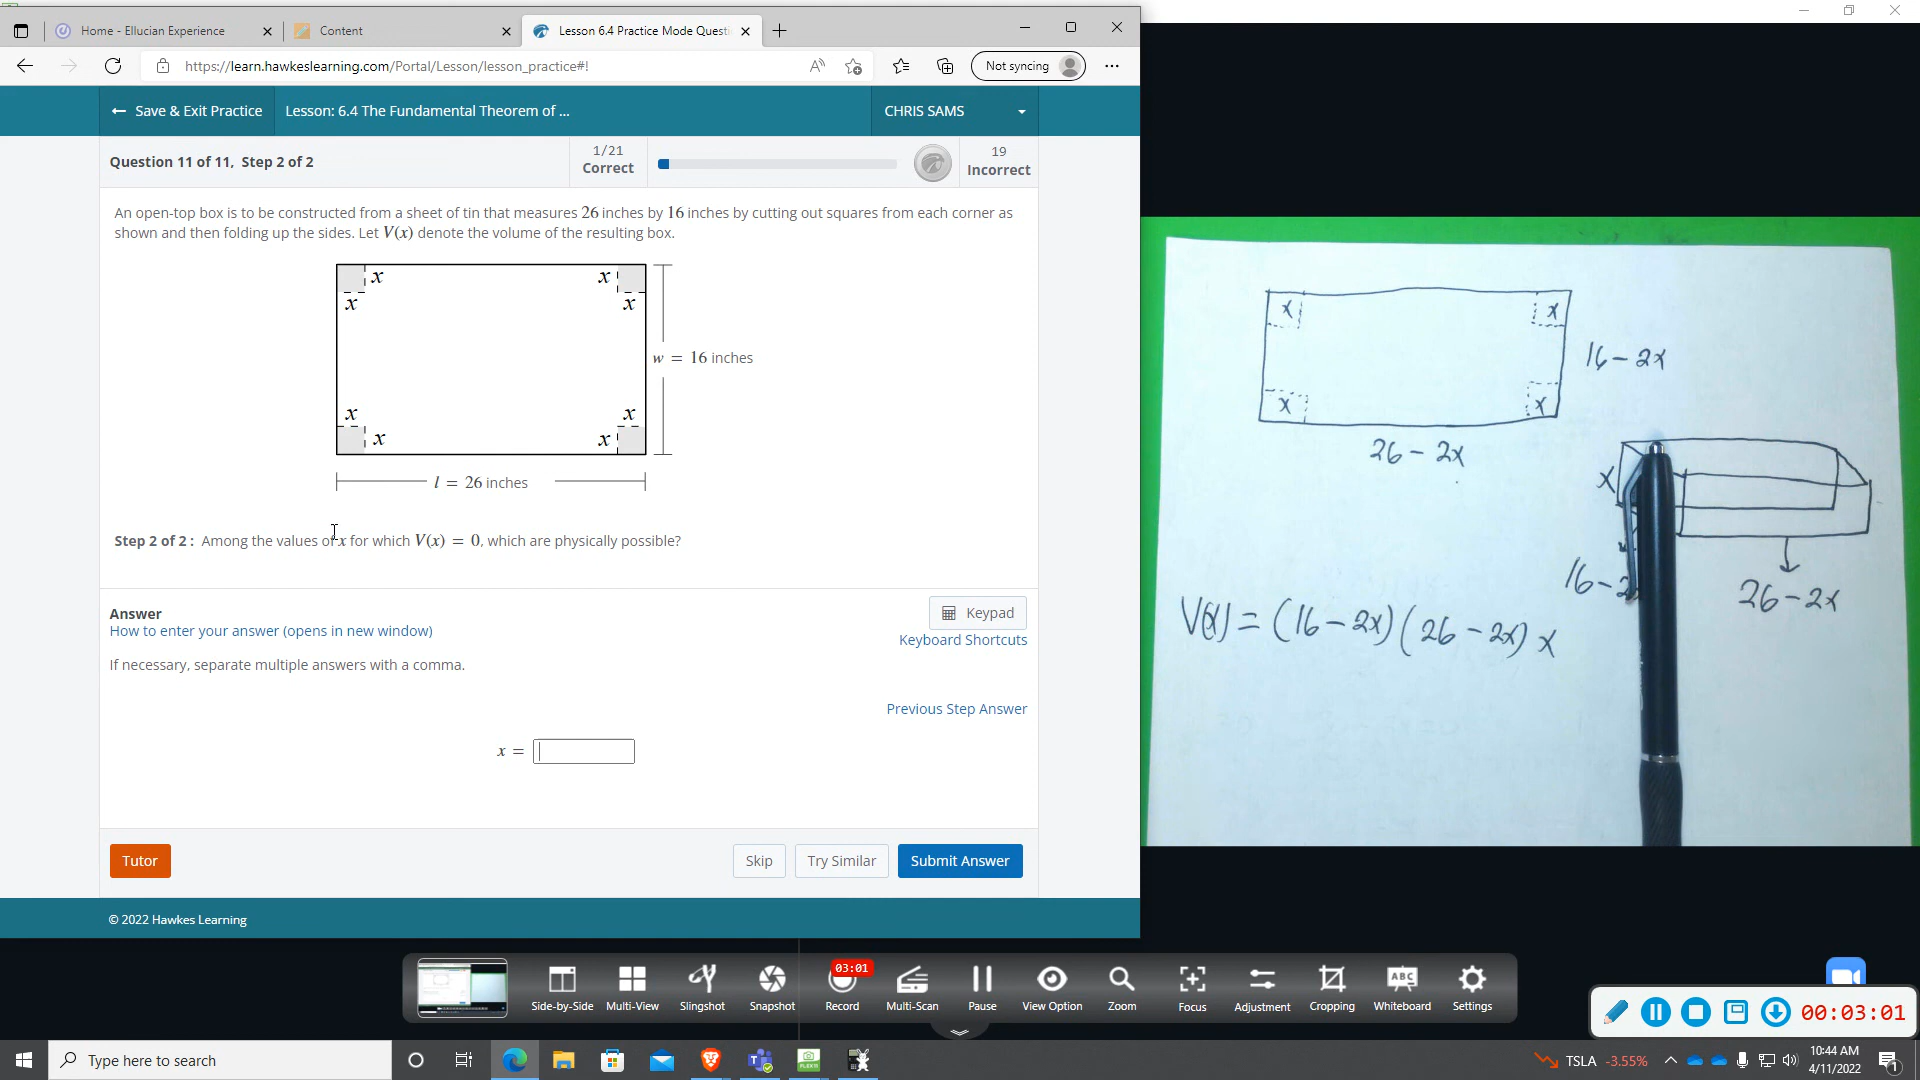 Home - Ellucian Experience
Content
Lesson 6.4 Practice Mode Questi
https://learn.hawkeslearning.com/Portal/Lesson/lesson_practice#!
Not syncing
← Save & Exit Practice
Lesson: 6.4 The Fundamental Theorem of ...
CHRIS SAMS
Question 11 of 11, Step 2 of 2
1/21
Correct
19
Incorrect
An open-top box is to be constructed from a sheet of tin that measures 26 inches by 16 inches by cutting out squares from each corner as
shown and then folding up the sides. Let V(x) denote the volume of the resulting box.
x x
x x
w = 16 inches
x x
x x
l = 26 inches
Step 2 of 2 : Among the values of x for which V(x) = 0, which are physically possible?
Answer
Keypad
How to enter your answer (opens in new window)
Keyboard Shortcuts
If necessary, separate multiple answers with a comma.
Previous Step Answer
x =
Tutor
Skip
Try Similar
Submit Answer
© 2022 Hawkes Learning
x x
16 - 2x
x x
26 - 2x
x
16 - 2
26 - 2x
V(x) = (16 - 2x)(26 - 2x) x
03:01
Side-by-Side
Multi-View
Slingshot
Snapshot
Record
Multi-Scan
Pause
View Option
Zoom
Focus
Adjustment
Cropping
ABC
Whiteboard
Settings
00:03:01
Type here to search
TSLA -3.55%
10:44 AM
4/11/2022
1